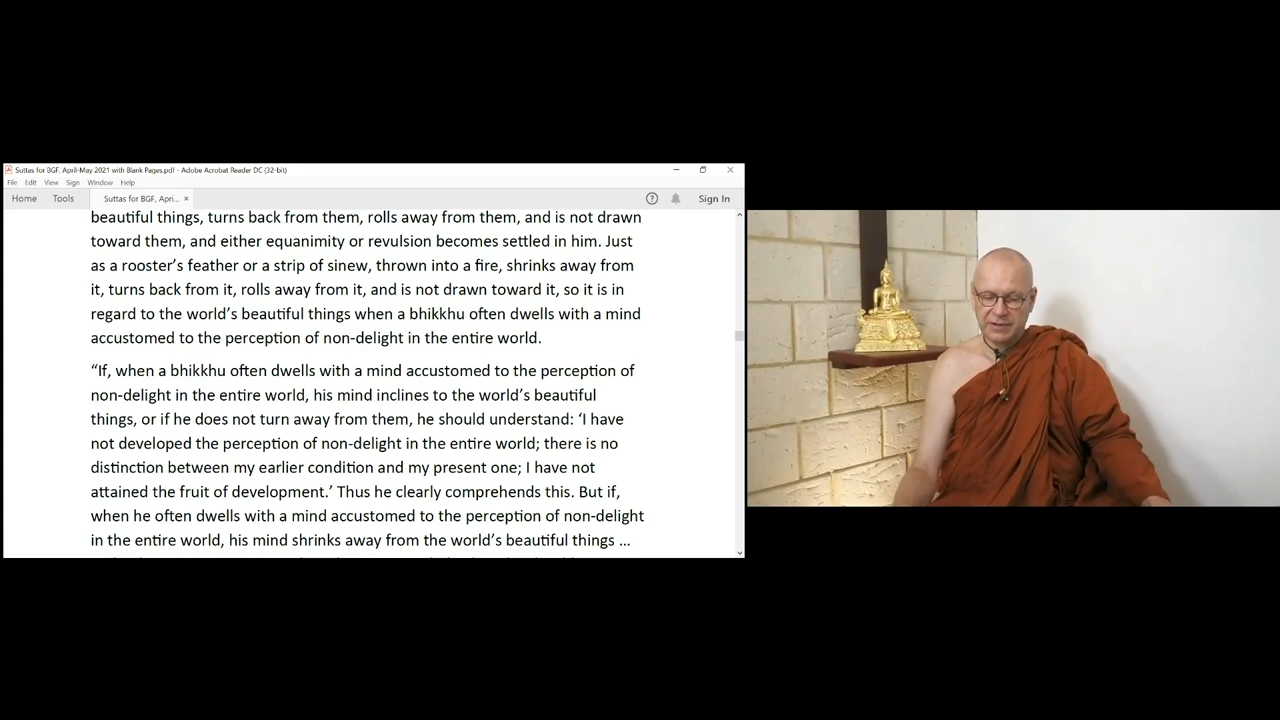 Suttas for BGF, April-May 2021 with Blank Pages.pdf - Adobe Acrobat Reader DC (32-bit)
File Edit View Sign Window Help
Home Tools Suttas for BGF, Apri... × Sign In
beautiful things, turns back from them, rolls away from them, and is not drawn
toward them, and either equanimity or revulsion becomes settled in him. Just
as a rooster’s feather or a strip of sinew, thrown into a fire, shrinks away from
it, turns back from it, rolls away from it, and is not drawn toward it, so it is in
regard to the world’s beautiful things when a bhikkhu often dwells with a mind
accustomed to the perception of non-delight in the entire world.
“If, when a bhikkhu often dwells with a mind accustomed to the perception of
non-delight in the entire world, his mind inclines to the world’s beautiful
things, or if he does not turn away from them, he should understand: ‘I have
not developed the perception of non-delight in the entire world; there is no
distinction between my earlier condition and my present one; I have not
attained the fruit of development.’ Thus he clearly comprehends this. But if,
when he often dwells with a mind accustomed to the perception of non-delight
in the entire world, his mind shrinks away from the world’s beautiful things ...